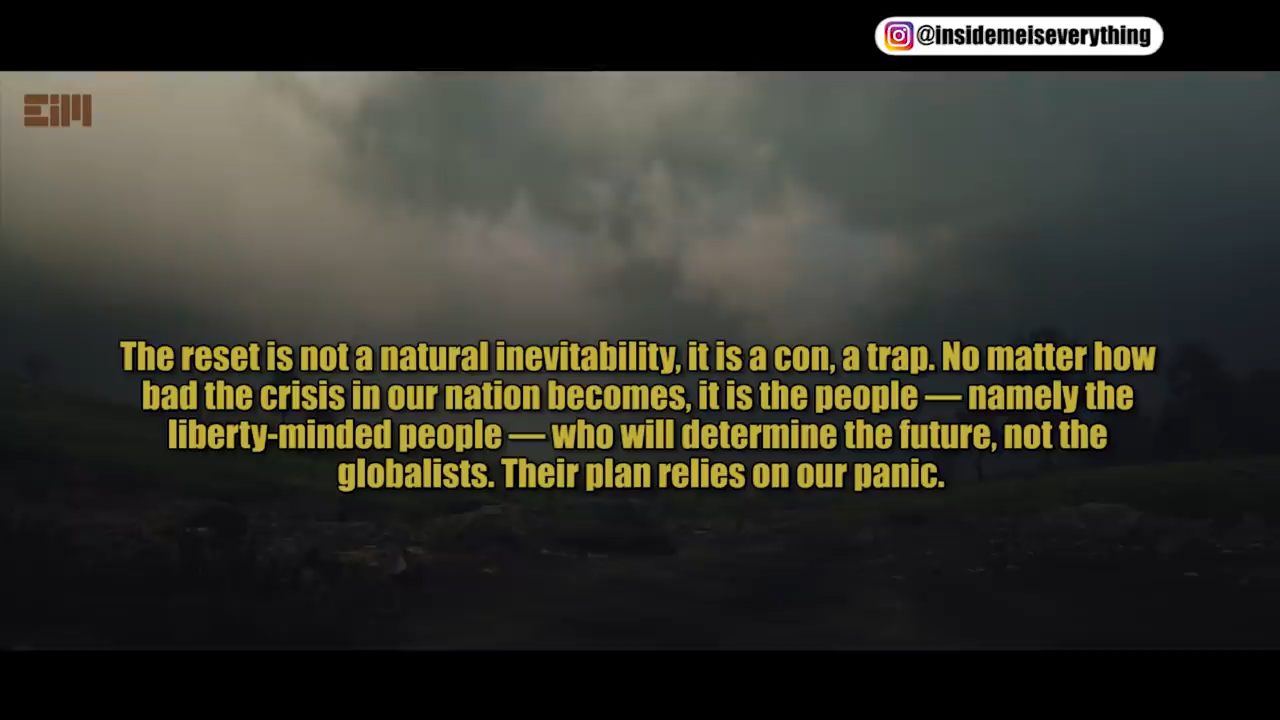 @insidemeiseverything
EiM
The reset is not a natural inevitability, it is a con, a trap. No matter how
bad the crisis in our nation becomes, it is the people — namely the
liberty-minded people — who will determine the future, not the
globalists. Their plan relies on our panic.